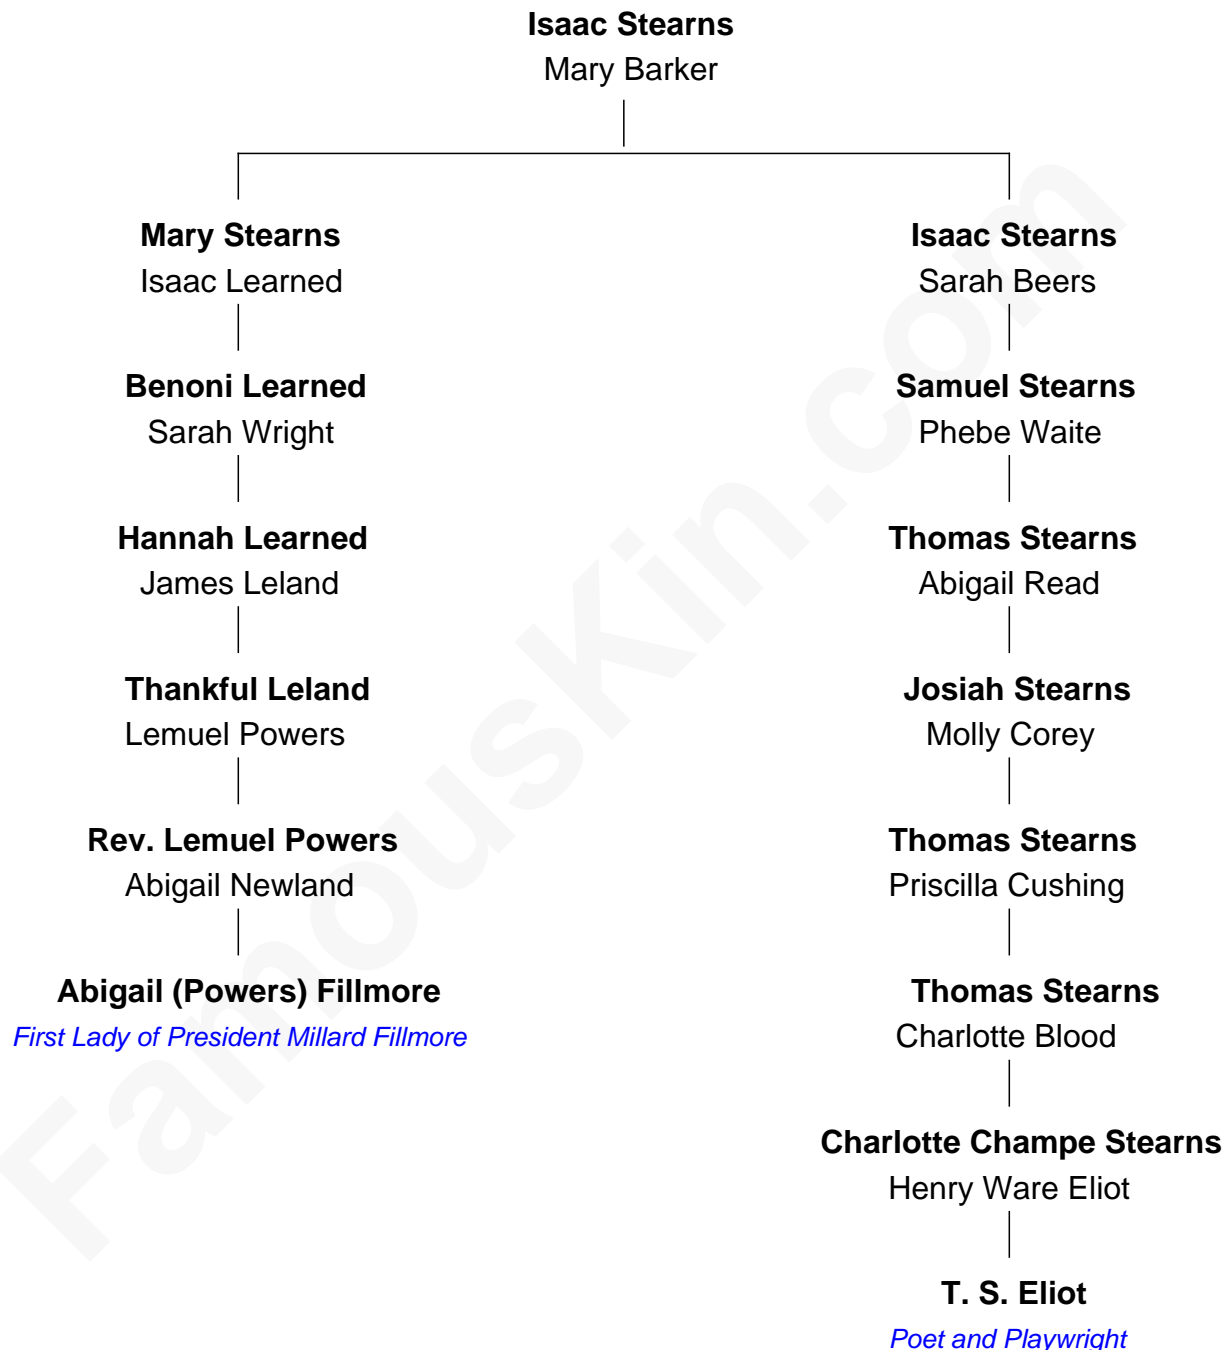 Isaac Stearns
Mary Barker
Mary Stearns
Isaac Learned
Benoni Learned
Sarah Wright
Hannah Learned
James Leland
Thankful Leland
Lemuel Powers
Rev. Lemuel Powers
Abigail Newland
Abigail (Powers) Fillmore
First Lady of President Millard Fillmore
Isaac Stearns
Sarah Beers
Samuel Stearns
Phebe Waite
Thomas Stearns
Abigail Read
Josiah Stearns
Molly Corey
Thomas Stearns
Priscilla Cushing
Thomas Stearns
Charlotte Blood
Charlotte Champe Stearns
Henry Ware Eliot
T. S. Eliot
Poet and Playwright
FamousKin.com